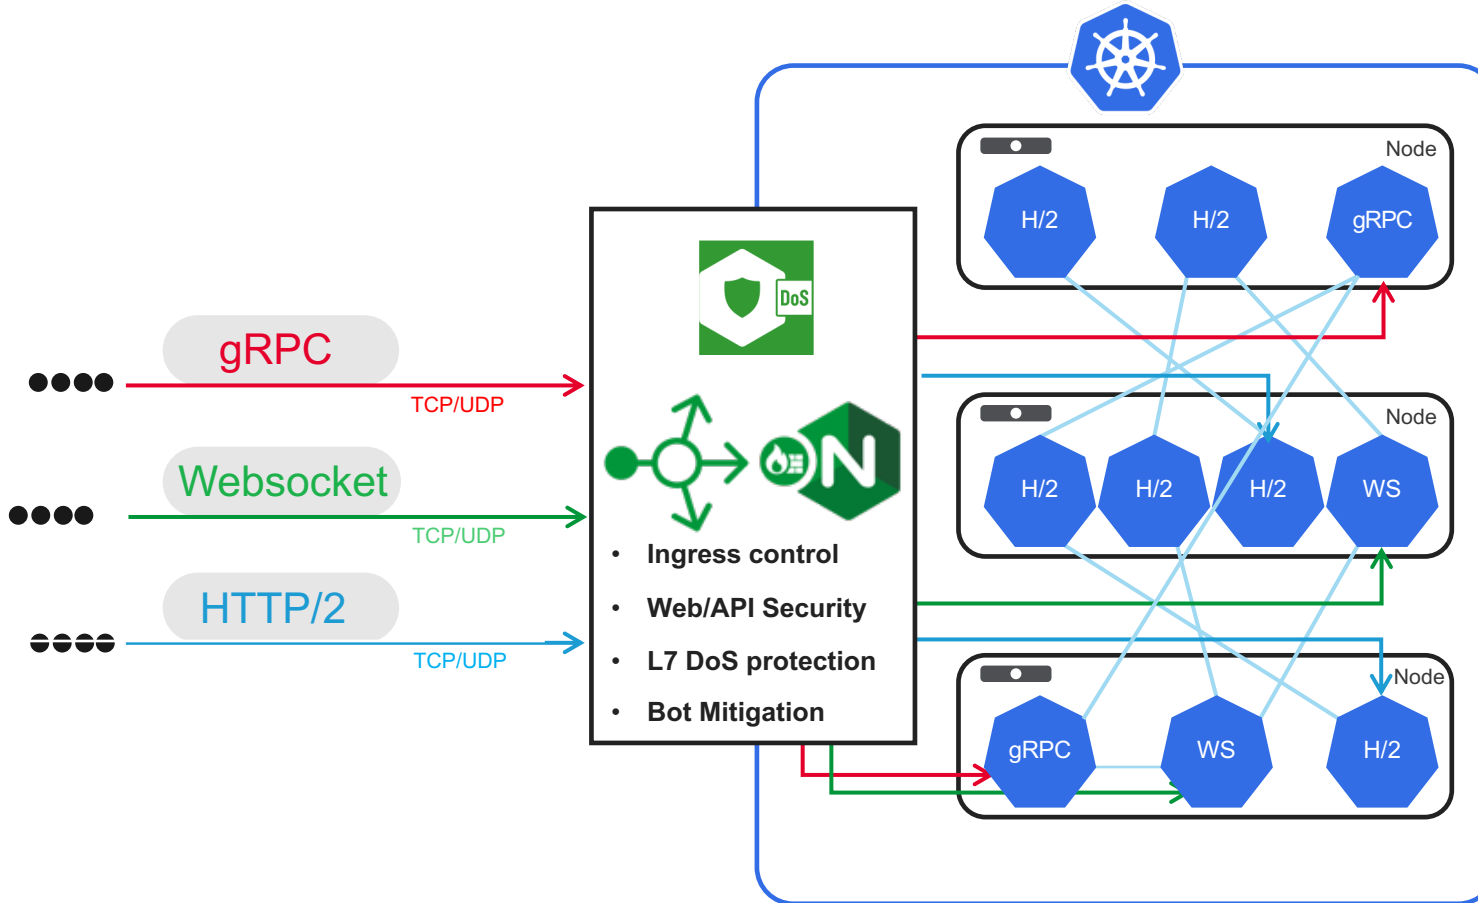 gRPC
TCP/UDP
Websocket
TCP/UDP
HTTP/2
TCP/UDP
DoS
N
• Ingress control
• Web/API Security
• L7 DoS protection
• Bot Mitigation
Node
H/2 H/2 gRPC
Node
H/2 H/2 H/2 WS
Node
gRPC WS H/2